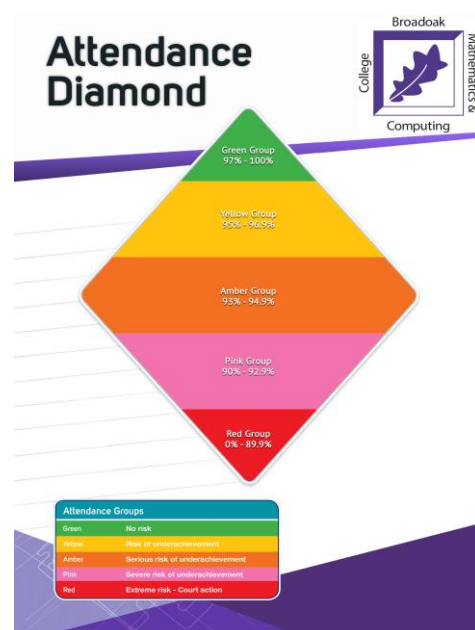 Attendance
Diamond
Broadoak
Mathematics &
Computing
College
Green Group
97% - 100%
Yellow Group
95% - 96.9%
Amber Group
93% - 94.9%
Pink Group
90% - 92.9%
Red Group
0% - 89.9%
Attendance Groups
Green No risk
Yellow Risk of underachievement
Amber Serious risk of underachievement
Pink Severe risk of underachievement
Red Extreme risk - Court action